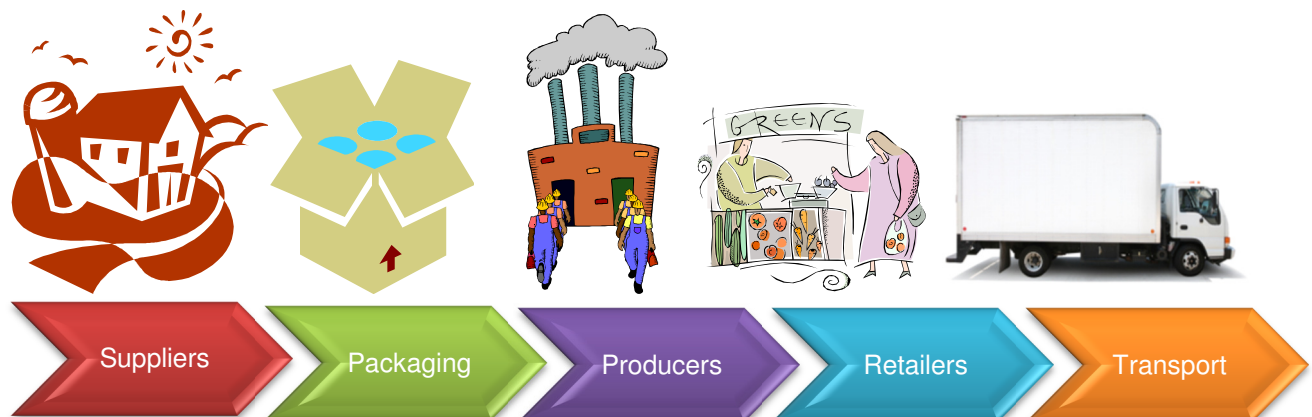 GREENS
Suppliers
Packaging
Producers
Retailers
Transport